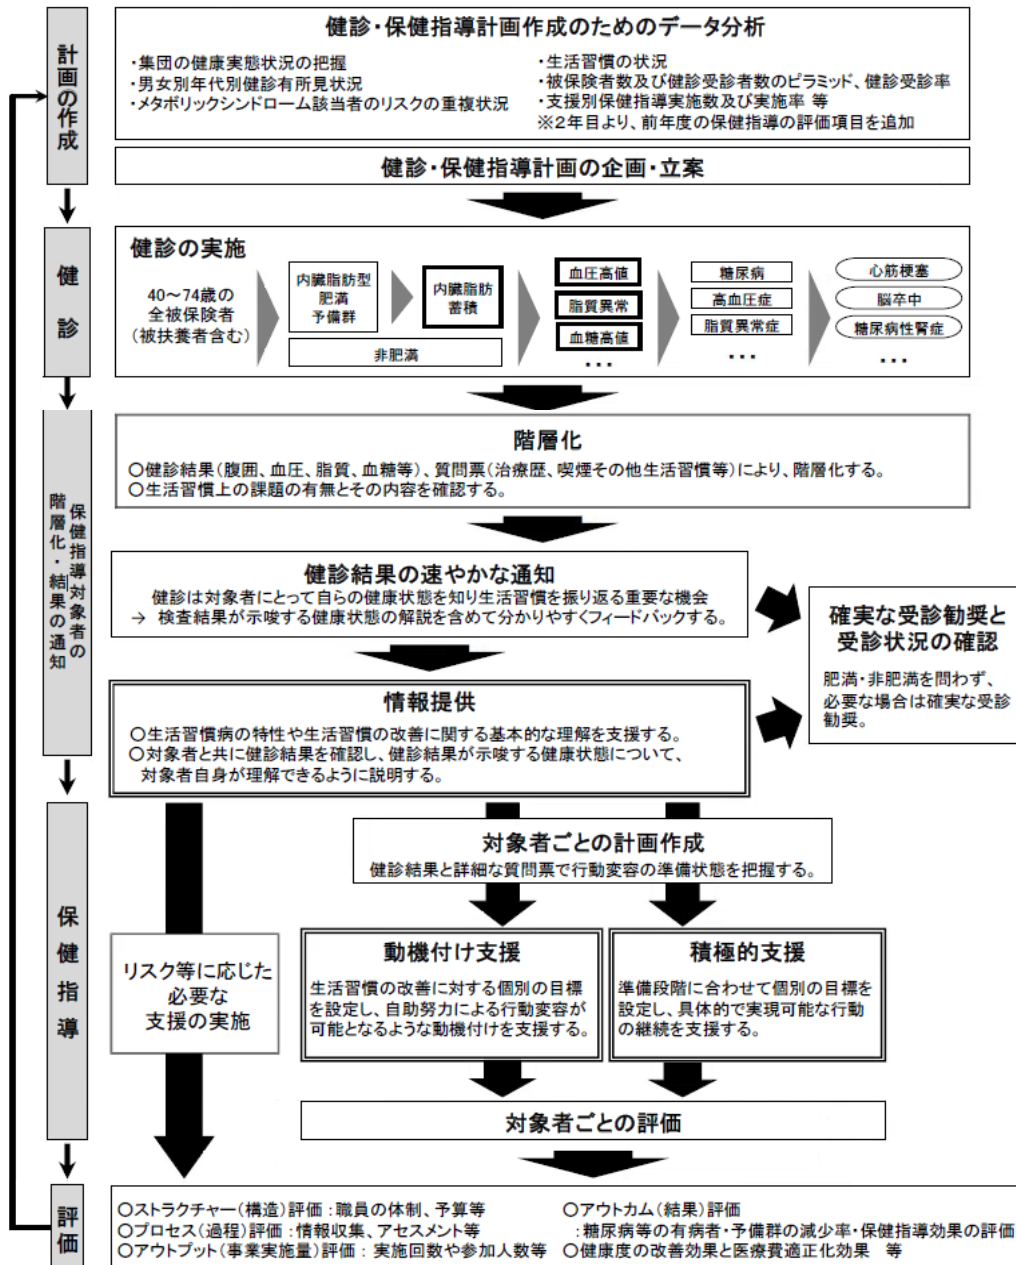 計画の作成
健診・保健指導計画作成のためのデータ分析
・集団の健康実態状況の把握
・男女別年代別健診有所見状況
・メタボリックシンドローム該当者のリスクの重複状況
・生活習慣の状況
・被保険者数及び健診受診者数のピラミッド、健診受診率
・支援別保健指導実施数及び実施率 等
※2年目より、前年度の保健指導の評価項目を追加
健診・保健指導計画の企画・立案
健診
健診の実施
40～74歳の
全被保険者
(被扶養者含む)
内臓脂肪型
肥満
予備群
内臓脂肪
蓄積
非肥満
血圧高値
脂質異常
血糖高値
・・・
糖尿病
高血圧症
脂質異常症
・・・
心筋梗塞
脳卒中
糖尿病性腎症
・・・
保健指導対象者の
階層化・結果の通知
階層化
○健診結果(腹囲、血圧、脂質、血糖等)、質問票(治療歴、喫煙その他生活習慣等)により、階層化する。
○生活習慣上の課題の有無とその内容を確認する。
健診結果の速やかな通知
健診は対象者にとって自らの健康状態を知り生活習慣を振り返る重要な機会
→ 検査結果が示唆する健康状態の解説を含めて分かりやすくフィードバックする。
確実な受診勧奨と
受診状況の確認
肥満・非肥満を問わず、
必要な場合は確実な受診
勧奨。
情報提供
○生活習慣病の特性や生活習慣の改善に関する基本的な理解を支援する。
○対象者と共に健診結果を確認し、健診結果が示唆する健康状態について、
対象者自身が理解できるように説明する。
保健指導
対象者ごとの計画作成
健診結果と詳細な質問票で行動変容の準備状態を把握する。
リスク等に応じた
必要な
支援の実施
動機付け支援
生活習慣の改善に対する個別の目標
を設定し、自助努力による行動変容が
可能となるような動機付けを支援する。
積極的支援
準備段階に合わせて個別の目標を
設定し、具体的で実現可能な行動
の継続を支援する。
対象者ごとの評価
評価
○ストラクチャー(構造)評価:職員の体制、予算等
○プロセス(過程)評価:情報収集、アセスメント等
○アウトプット(事業実施量)評価: 実施回数や参加人数等
○アウトカム(結果)評価
:糖尿病等の有病者・予備群の減少率・保健指導効果の評価
○健康度の改善効果と医療費適正化効果 等